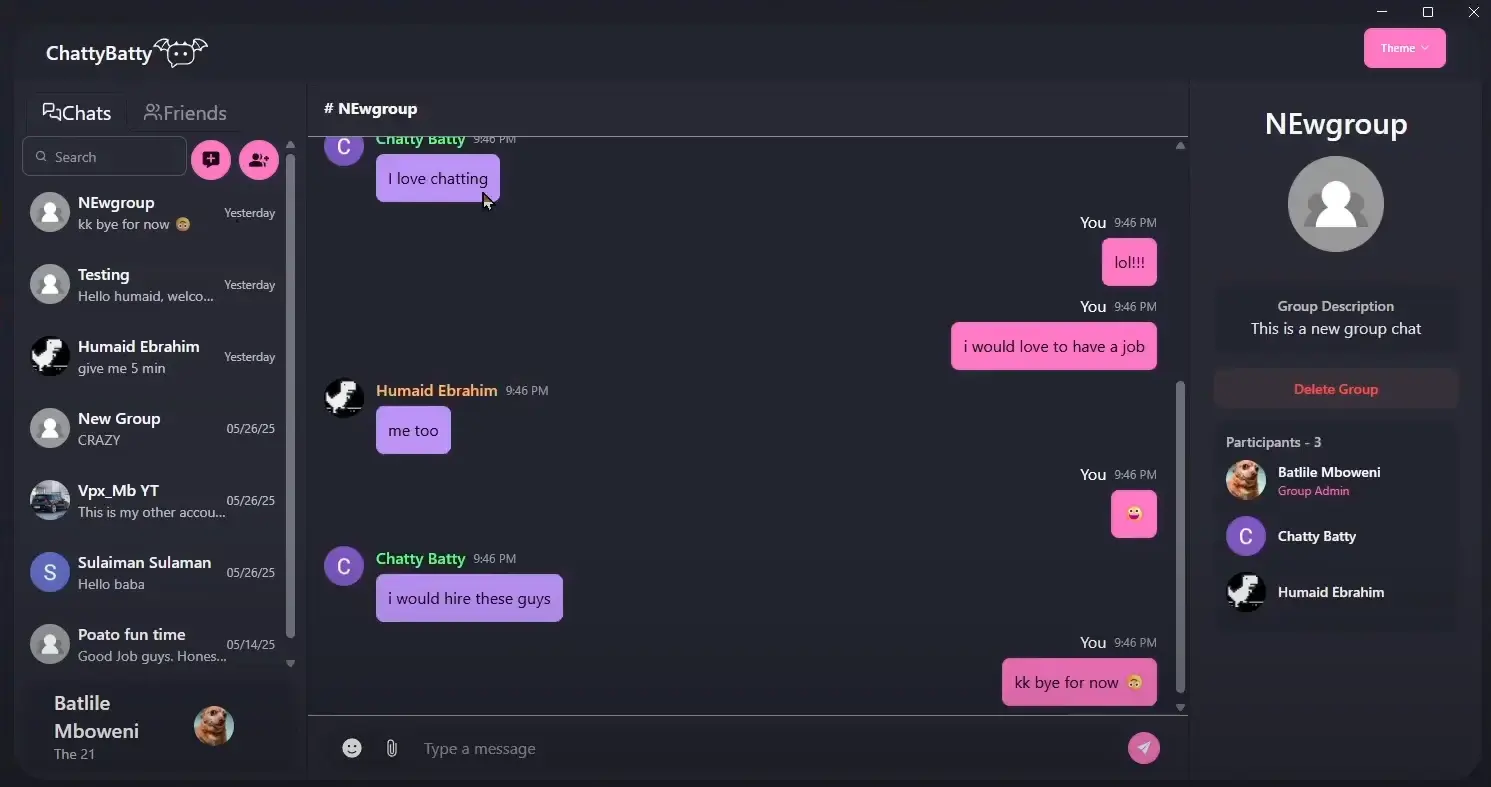 ChattyBatty
Theme
Chats
Friends
Search
NEwgroup
kk bye for now 🙃
Yesterday
Testing
Hello humaid, welco...
Yesterday
Humaid Ebrahim
give me 5 min
Yesterday
New Group
CRAZY
05/26/25
Vpx_Mb YT
This is my other accou...
05/26/25
S
Sulaiman Sulaman
Hello baba
05/26/25
Poato fun time
Good Job guys. Hones...
05/14/25
Batlile
Mboweni
The 21
# NEwgroup
C
Chatty Batty 9:46 PM
I love chatting
You 9:46 PM
lol!!!
You 9:46 PM
i would love to have a job
Humaid Ebrahim 9:46 PM
me too
You 9:46 PM
😀
C
Chatty Batty 9:46 PM
i would hire these guys
You 9:46 PM
kk bye for now 🙃
Type a message
NEwgroup
Group Description
This is a new group chat
Delete Group
Participants - 3
Batlile Mboweni
Group Admin
C
Chatty Batty
Humaid Ebrahim